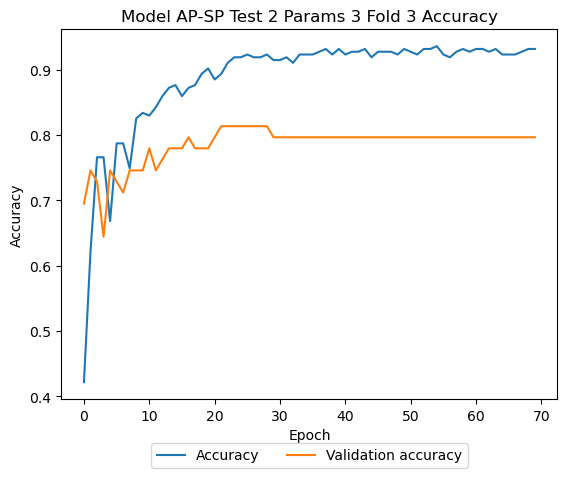 Model AP-SP Test 2 Params 3 Fold 3 Accuracy
Accuracy
0.9
0.8
0.7
0.6
0.5
0.4
0 10 20 30 40 50 60 70
Epoch
Accuracy Validation accuracy